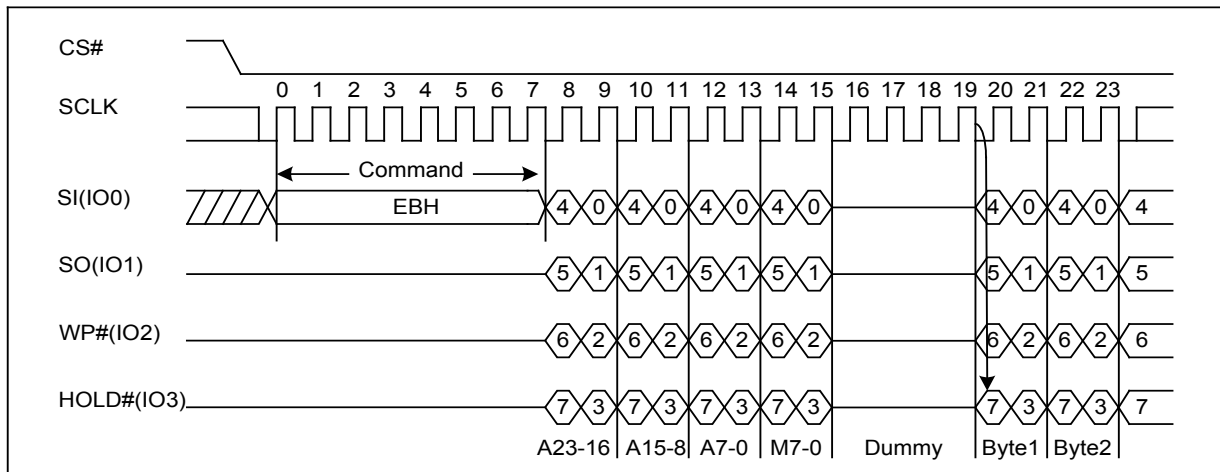 CS#
0 1 2 3 4 5 6 7 8 9 10 11 12 13 14 15 16 17 18 19 20 21 22 23
SCLK
Command
SI(IO0) EBH 4 0 4 0 4 0 4 0 4 0 4 0 4
SO(IO1) 5 1 5 1 5 1 5 1 5 1 5 1 5
WP#(IO2) 6 2 6 2 6 2 6 2 6 2 6 2 6
HOLD#(IO3) 7 3 7 3 7 3 7 3 7 3 7 3 7
A23-16 A15-8 A7-0 M7-0 Dummy Byte1 Byte2